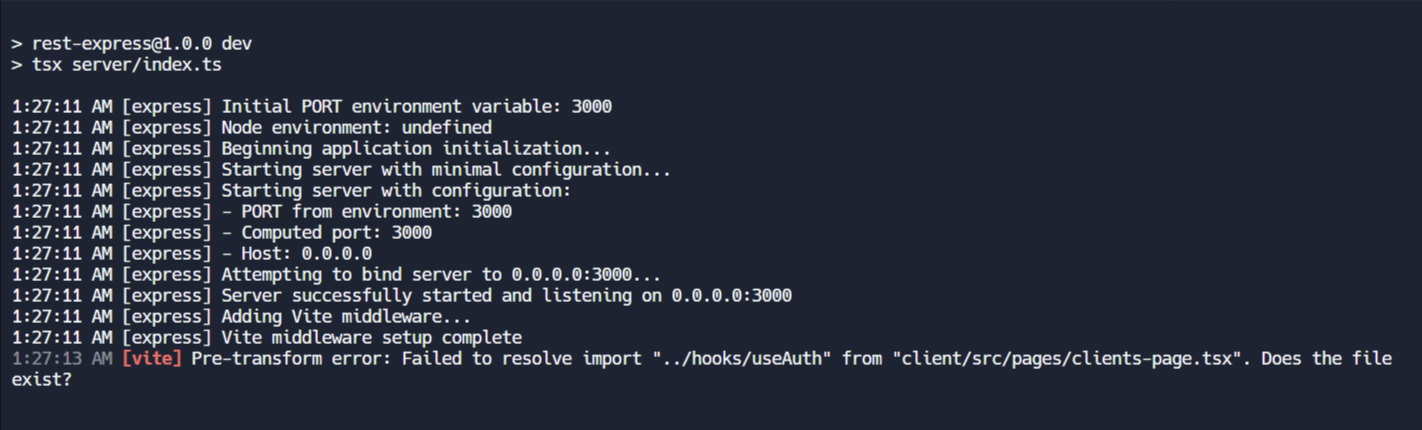 > rest-express@1.0.0 dev
> tsx server/index.ts
1:27:11 AM [express] Initial PORT environment variable: 3000
1:27:11 AM [express] Node environment: undefined
1:27:11 AM [express] Beginning application initialization...
1:27:11 AM [express] Starting server with minimal configuration...
1:27:11 AM [express] Starting server with configuration:
1:27:11 AM [express] - PORT from environment: 3000
1:27:11 AM [express] - Computed port: 3000
1:27:11 AM [express] - Host: 0.0.0.0
1:27:11 AM [express] Attempting to bind server to 0.0.0.0:3000...
1:27:11 AM [express] Server successfully started and listening on 0.0.0.0:3000
1:27:11 AM [express] Adding Vite middleware...
1:27:11 AM [express] Vite middleware setup complete
1:27:13 AM [vite] Pre-transform error: Failed to resolve import "../hooks/useAuth" from "client/src/pages/clients-page.tsx". Does the file
exist?